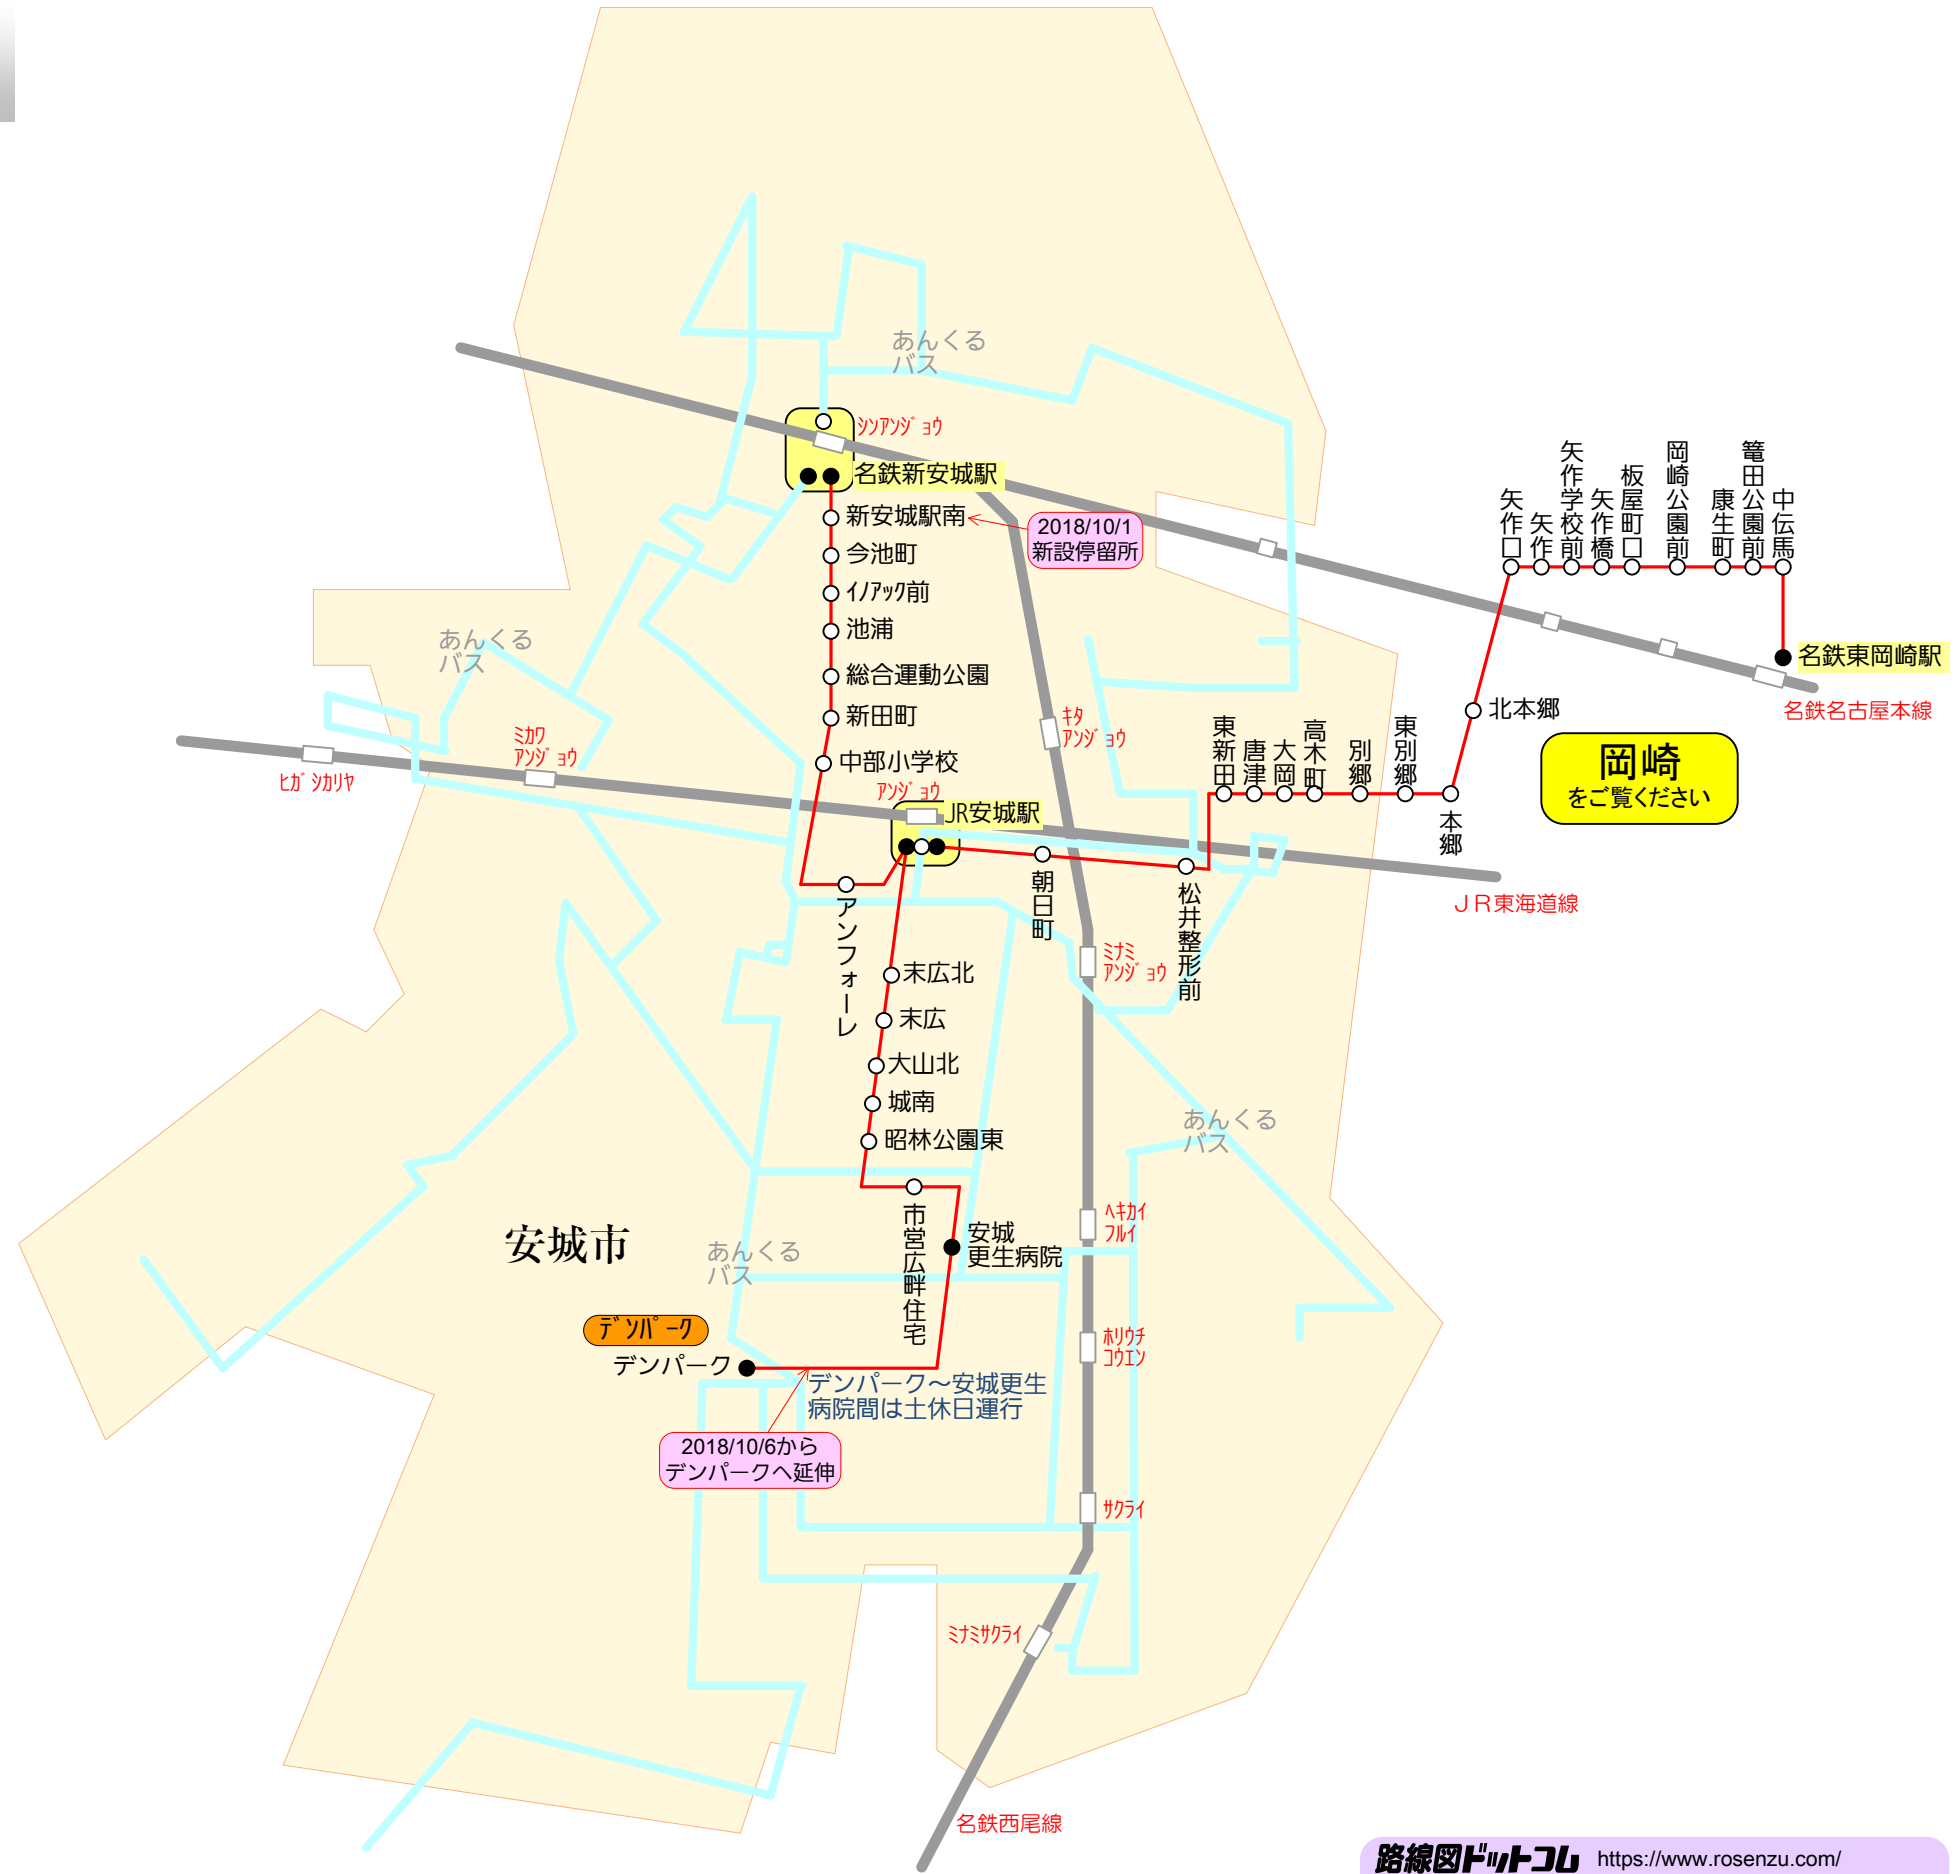 あんくる
バス
シンアンジョウ
名鉄新安城駅
新安城駅南
2018/10/1
新設停留所
今池町
イノアック前
池浦
総合運動公園
新田町
中部小学校
矢作口
矢作
矢作学校前
矢作橋
板屋町口
岡崎公園前
康生町
篭田公園前
中伝馬
名鉄東岡崎駅
名鉄名古屋本線
北本郷
岡崎
をご覧ください
あんくる
バス
ミカワ
アンジョウ
ヒガシカリヤ
キタ
アンジョウ
東新田
唐津
大岡
高木町
別郷
東別郷
本郷
アンジョウ
JR安城駅
朝日町
松井整形前
JR東海道線
アンフォーレ
ミナミ
アンジョウ
末広北
末広
大山北
城南
昭林公園東
あんくる
バス
市営広畔住宅
安城
更生病院
ヘキカイ
フルイ
安城市
あんくる
バス
デンパーク
デンパーク
デンパーク～安城更生
病院間は土休日運行
ホリウチ
コウエン
2018/10/6から
デンパークへ延伸
サクライ
ミナミサクライ
名鉄西尾線
路線図ドットコム https://www.rosenzu.com/